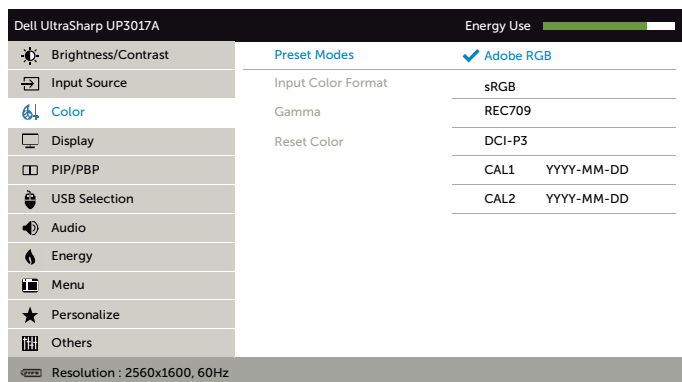 Dell UltraSharp UP3017A Energy Use
Brightness/Contrast
Input Source
Color
Display
PIP/PBP
USB Selection
Audio
Energy
Menu
Personalize
Others
Preset Modes
Input Color Format
Gamma
Reset Color
Adobe RGB
sRGB
REC709
DCI-P3
CAL1 YYYY-MM-DD
CAL2 YYYY-MM-DD
Resolution : 2560x1600, 60Hz